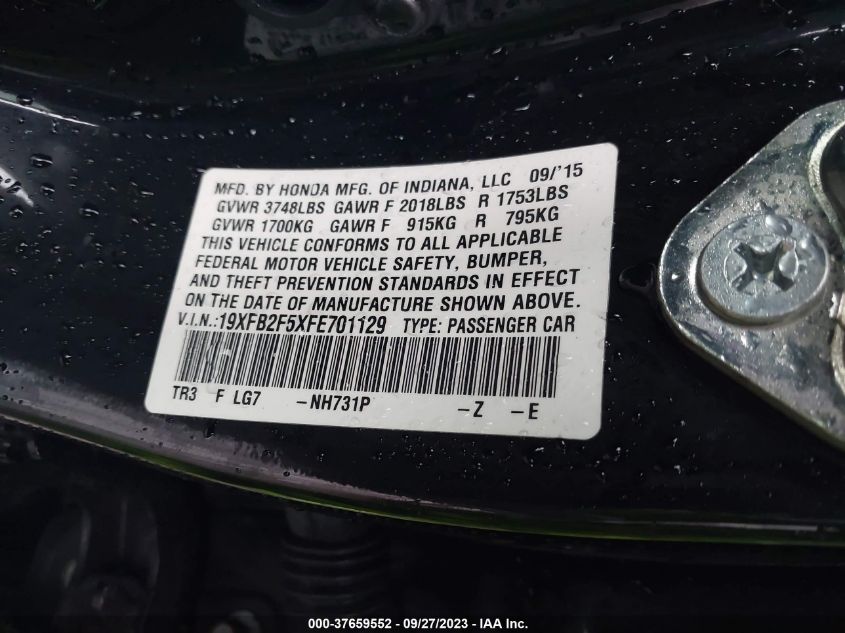 MFD. BY HONDA MFG. OF INDIANA, LLC 09/'15
GVWR 3748LBS GAWR F 2018LBS R 1753LBS
GVWR 1700KG GAWR F 915KG R 795KG
THIS VEHICLE CONFORMS TO ALL APPLICABLE
FEDERAL MOTOR VEHICLE SAFETY, BUMPER,
AND THEFT PREVENTION STANDARDS IN EFFECT
ON THE DATE OF MANUFACTURE SHOWN ABOVE.
V.I.N.:19XFB2F5XFE701129 TYPE: PASSENGER CAR
TR3 F LG7 -NH731P -Z -E
000-37659552 - 09/27/2023 - IAA Inc.